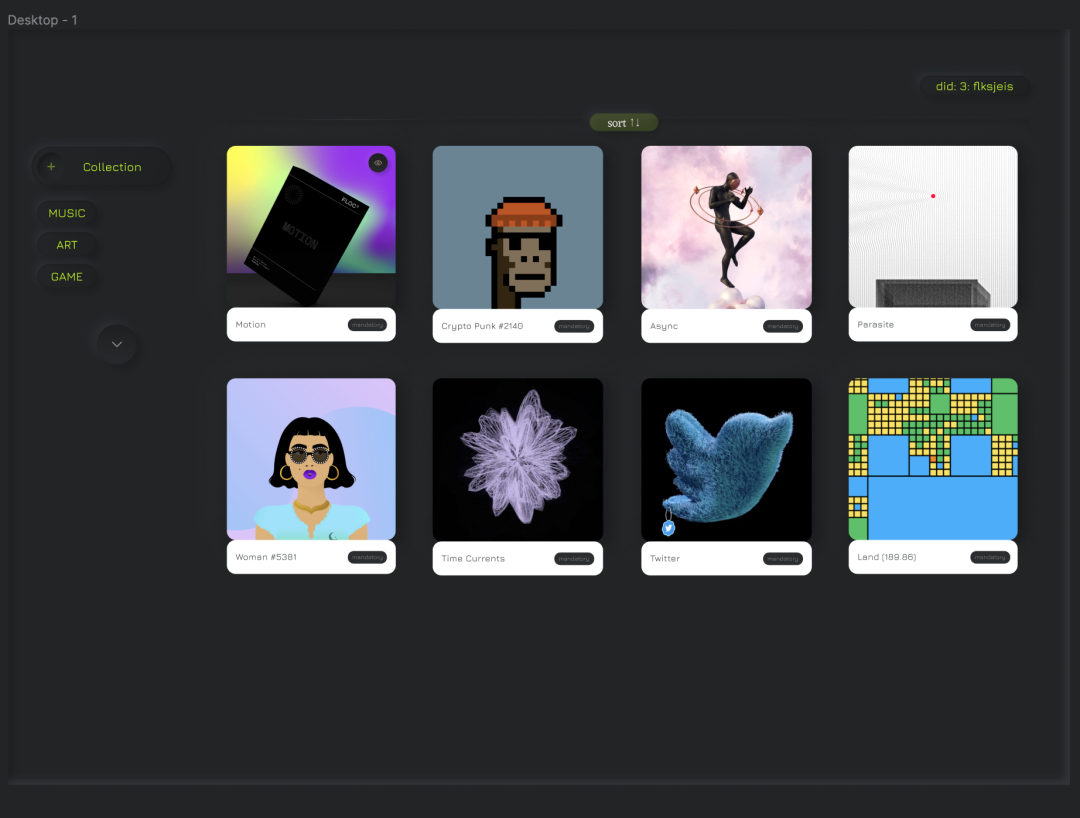 Desktop - 1
did: 3: flksjeis
sort ↑↓
+ Collection
MUSIC
ART
GAME
FLOC*
MOTION
Motion
mandatory
Crypto Punk #2140
mandatory
Async
mandatory
Parasite
mandatory
Woman #5381
mandatory
Time Currents
mandatory
Twitter
mandatory
Land (189.86)
mandatory